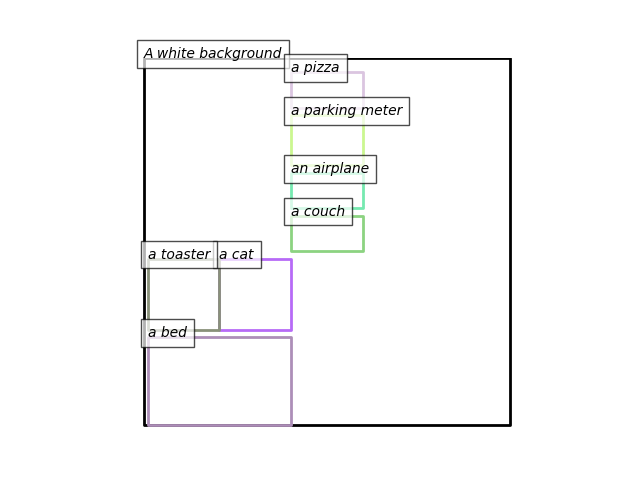 A white background
a pizza
a parking meter
an airplane
a couch
a toaster
a cat
a bed